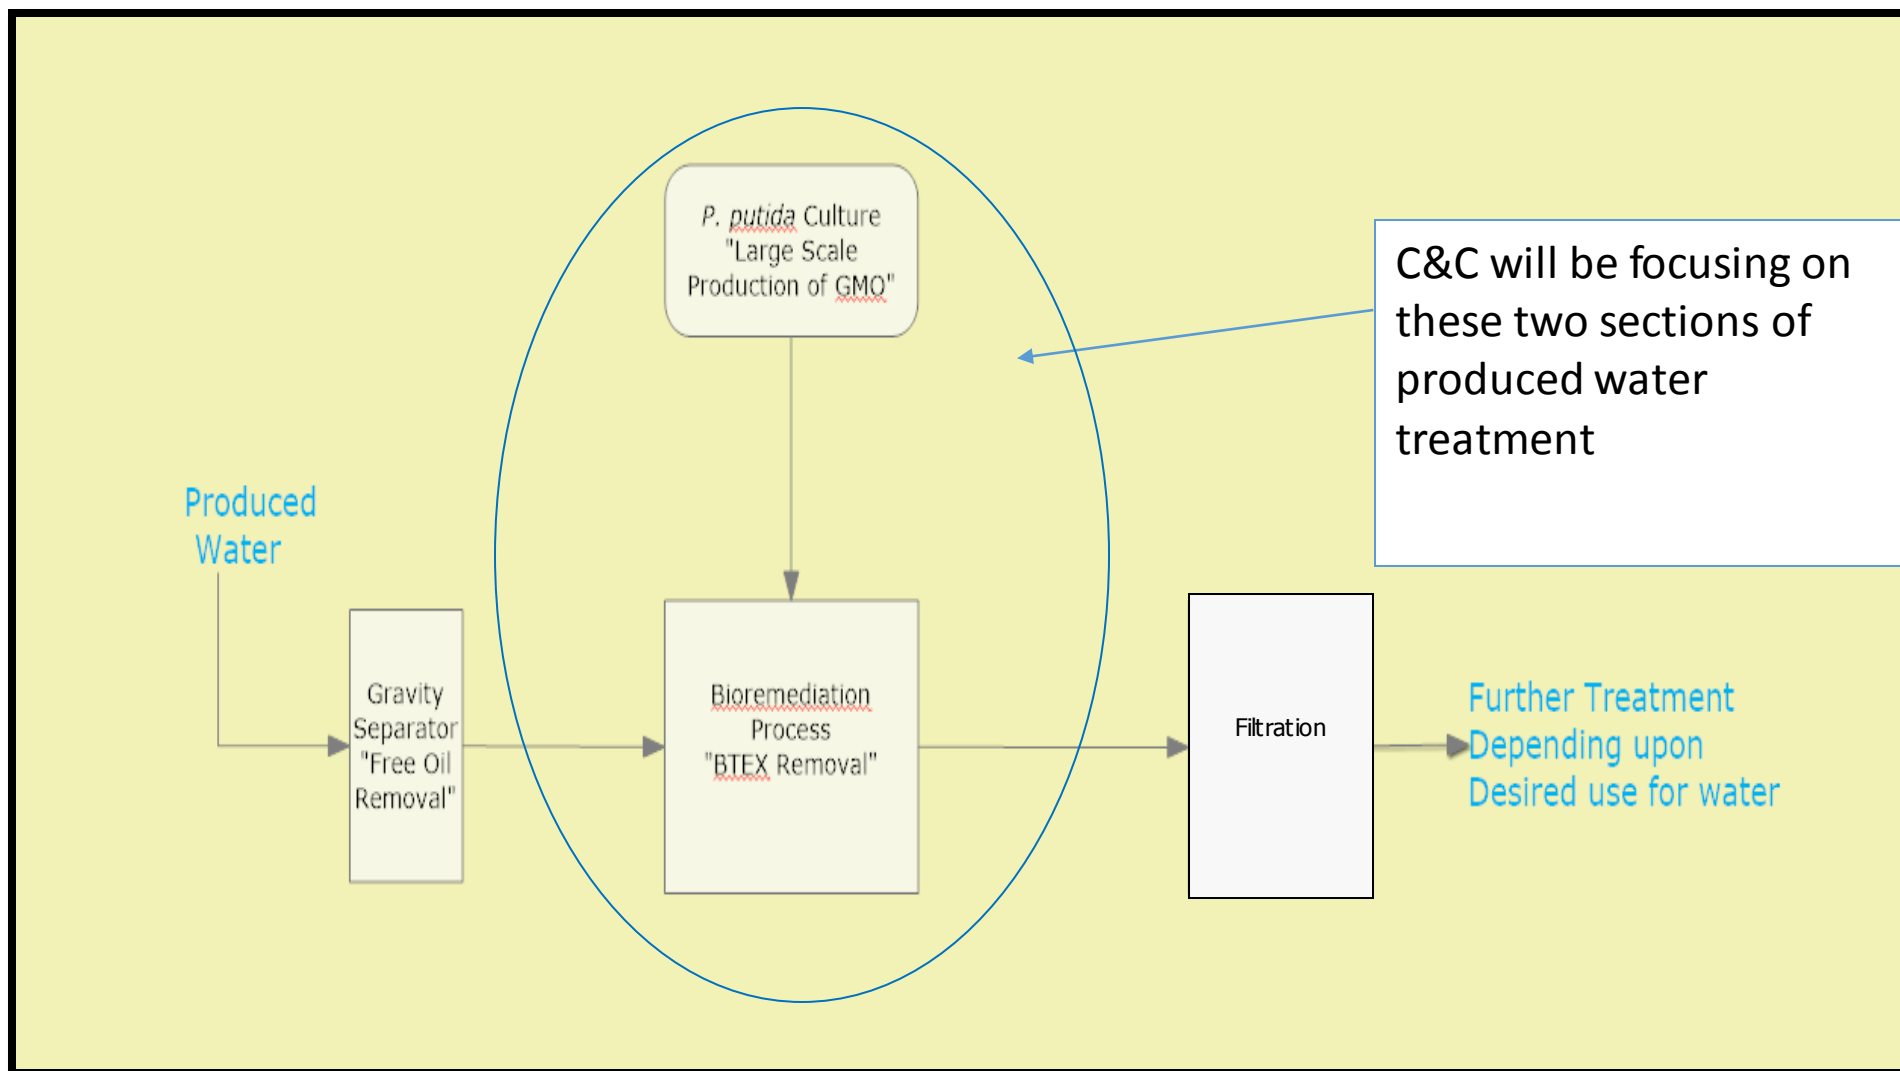 P. putida Culture
"Large Scale
Production of GMO"
C&C will be focusing on
these two sections of
produced water
treatment
Produced
Water
Gravity
Separator
"Free Oil
Removal"
Bioremediation
Process
"BTEX Removal"
Filtration
Further Treatment
Depending upon
Desired use for water